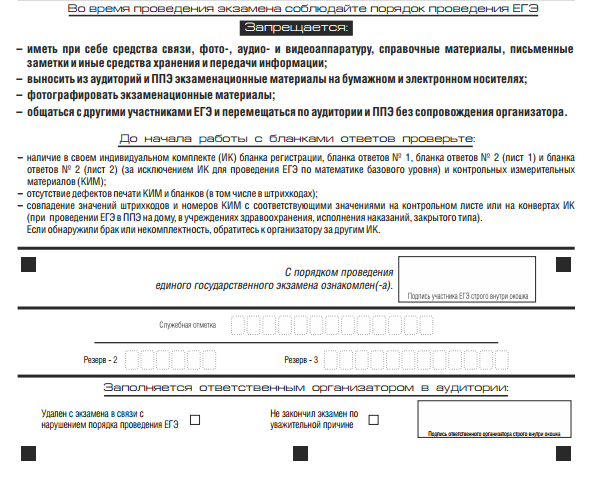 Во время проведения экзамена соблюдайте порядок проведения ЕГЭ
Запрещается:
– иметь при себе средства связи, фото-, аудио- и видеоаппаратуру, справочные материалы, письменные
заметки и иные средства хранения и передачи информации;
– выносить из аудиторий и ППЭ экзаменационные материалы на бумажном и электронном носителях;
– фотографировать экзаменационные материалы;
– общаться с другими участниками ЕГЭ и перемещаться по аудитории и ППЭ без сопровождения организатора.
До начала работы с бланками ответов проверьте:
– наличие в своем индивидуальном комплекте (ИК) бланка регистрации, бланка ответов № 1, бланка ответов № 2 (лист 1) и бланка
ответов № 2 (лист 2) (за исключением ИК для проведения ЕГЭ по математике базового уровня) и контрольных измерительных
материалов (КИМ);
– отсутствие дефектов печати КИМ и бланков (в том числе в штрихкодах);
– совпадение значений штрихкодов и номеров КИМ с соответствующими значениями на контрольном листе или на конвертах ИК
(при проведении ЕГЭ в ППЭ на дому, в учреждениях здравоохранения, исполнения наказаний, закрытого типа).
Если обнаружили брак или некомплектность, обратитесь к организатору за другим ИК.
С порядком проведения
единого государственного экзамена ознакомлен(-а).
Подпись участника ЕГЭ строго внутри окошка
Служебная отметка
Резерв - 2
Резерв - 3
Заполняется ответственным организатором в аудитории:
Удален с экзамена в связи с
нарушением порядка проведения ЕГЭ
Не закончил экзамен по
уважительной причине
Подпись ответственного организатора строго внутри окошка